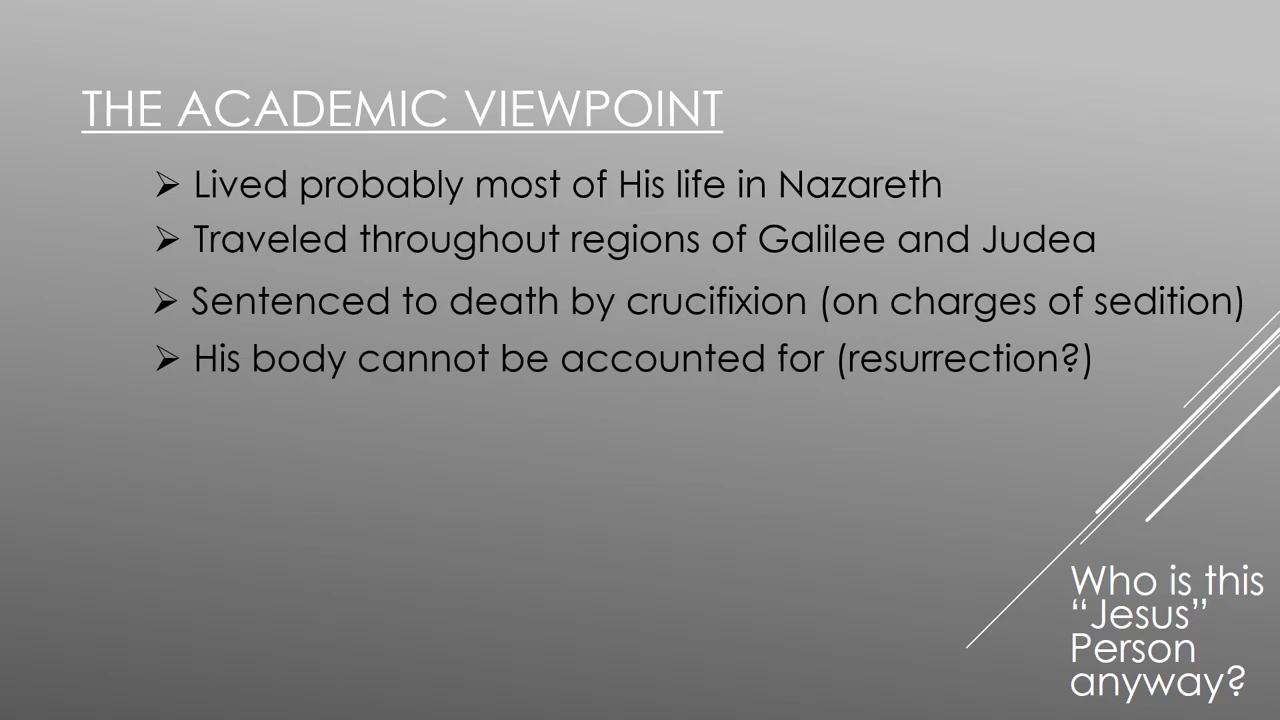 THE ACADEMIC VIEWPOINT
➢ Lived probably most of His life in Nazareth
➢ Traveled throughout regions of Galilee and Judea
➢ Sentenced to death by crucifixion (on charges of sedition)
➢ His body cannot be accounted for (resurrection?)
Who is this
“Jesus”
Person
anyway?